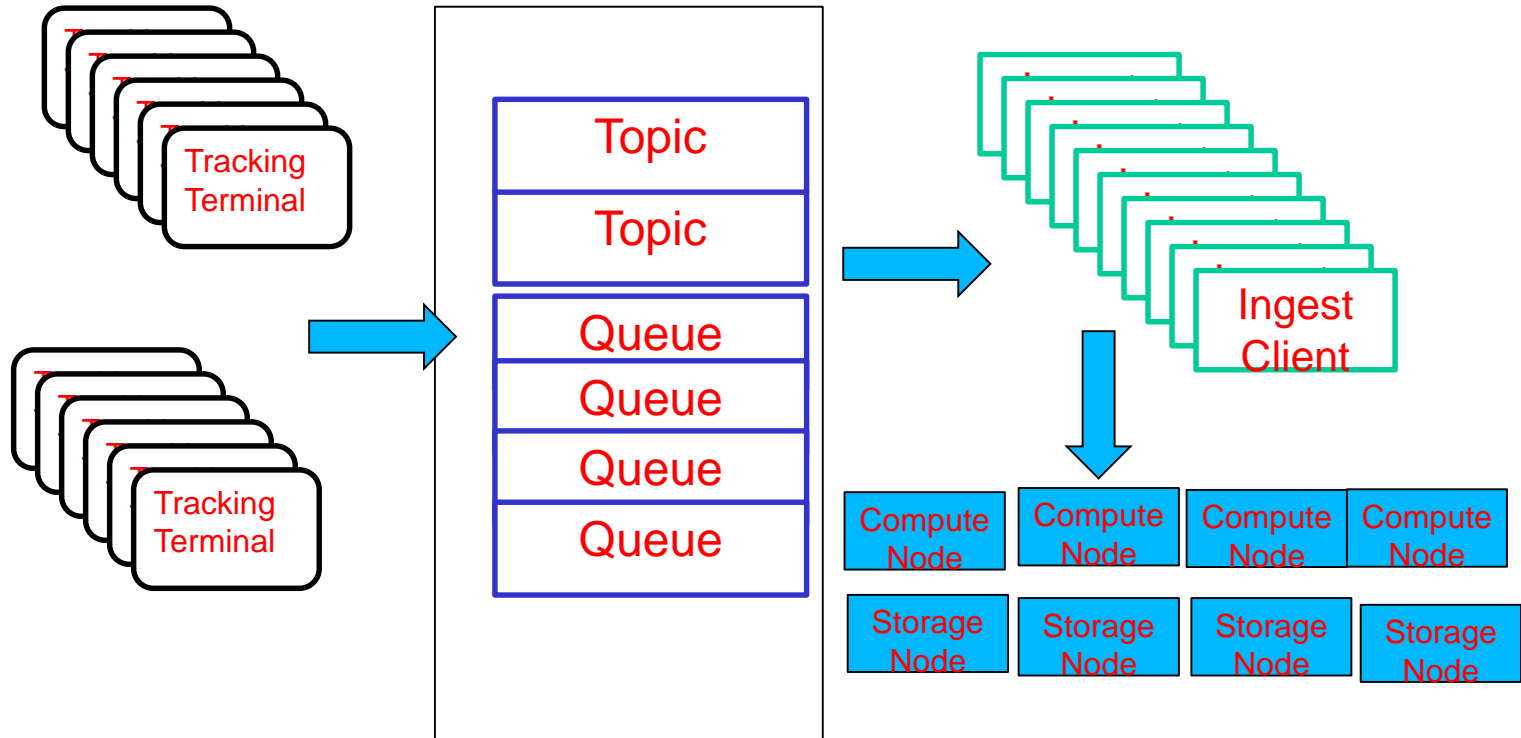 Tracking
Terminal
Tracking
Terminal
Topic
Topic
Queue
Queue
Queue
Queue
Ingest
Client
Compute
Node
Compute
Node
Compute
Node
Compute
Node
Storage
Node
Storage
Node
Storage
Node
Storage
Node